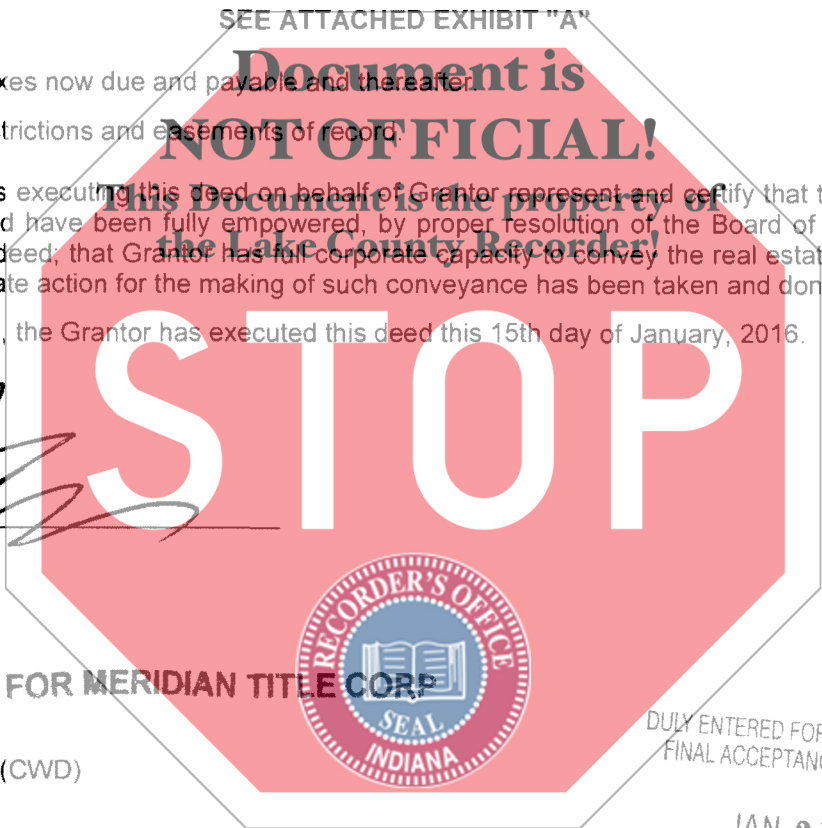 SEE ATTACHED EXHIBIT "A"
Document is
xes now due and payable and thereafter.
trictions and easements of record.
NOT OFFICIAL!
s executing this deed on behalf of Grantor represent and certify that t
This Document is the property of
d have been fully empowered, by proper resolution of the Board of
the Lake County Recorder!
deed; that Grantor has full corporate capacity to convey the real estat
ate action for the making of such conveyance has been taken and don
, the Grantor has executed this deed this 15th day of January, 2016.
STOP
RECORDER'S OFFICE
SEAL
INDIANA
FOR MERIDIAN TITLE CORP
DULY ENTERED FOR
FINAL ACCEPTANC
(CWD)
JAN